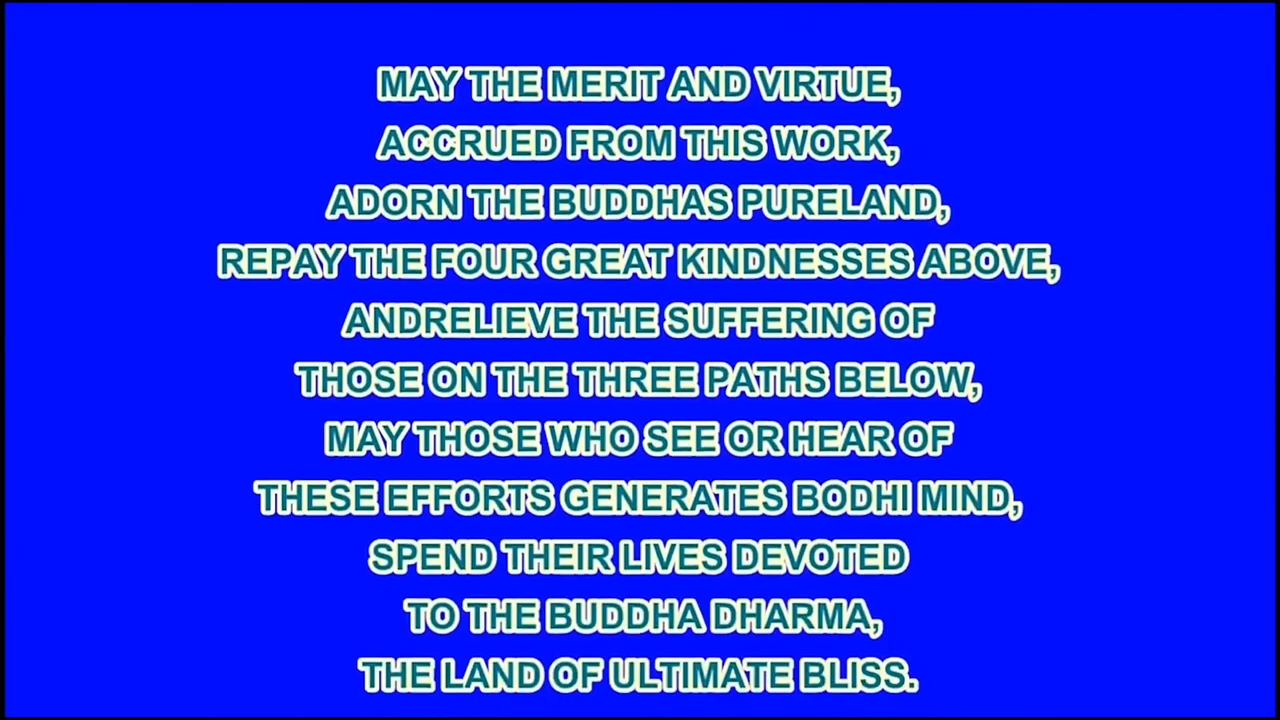 MAY THE MERIT AND VIRTUE,
ACCRUED FROM THIS WORK,
ADORN THE BUDDHAS PURELAND,
REPAY THE FOUR GREAT KINDNESSES ABOVE,
ANDRELIEVE THE SUFFERING OF
THOSE ON THE THREE PATHS BELOW,
MAY THOSE WHO SEE OR HEAR OF
THESE EFFORTS GENERATES BODHI MIND,
SPEND THEIR LIVES DEVOTED
TO THE BUDDHA DHARMA,
THE LAND OF ULTIMATE BLISS.